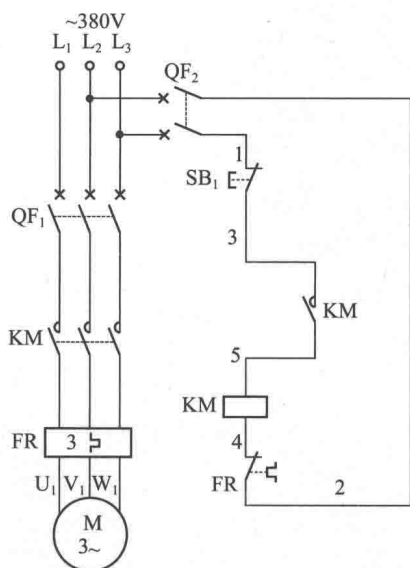 ~380V
L₁ L₂ L₃
QF₂
1
SB₁
QF₁
3
KM
KM
5
KM
4
FR 3
FR
2
U₁ V₁ W₁
M
3~